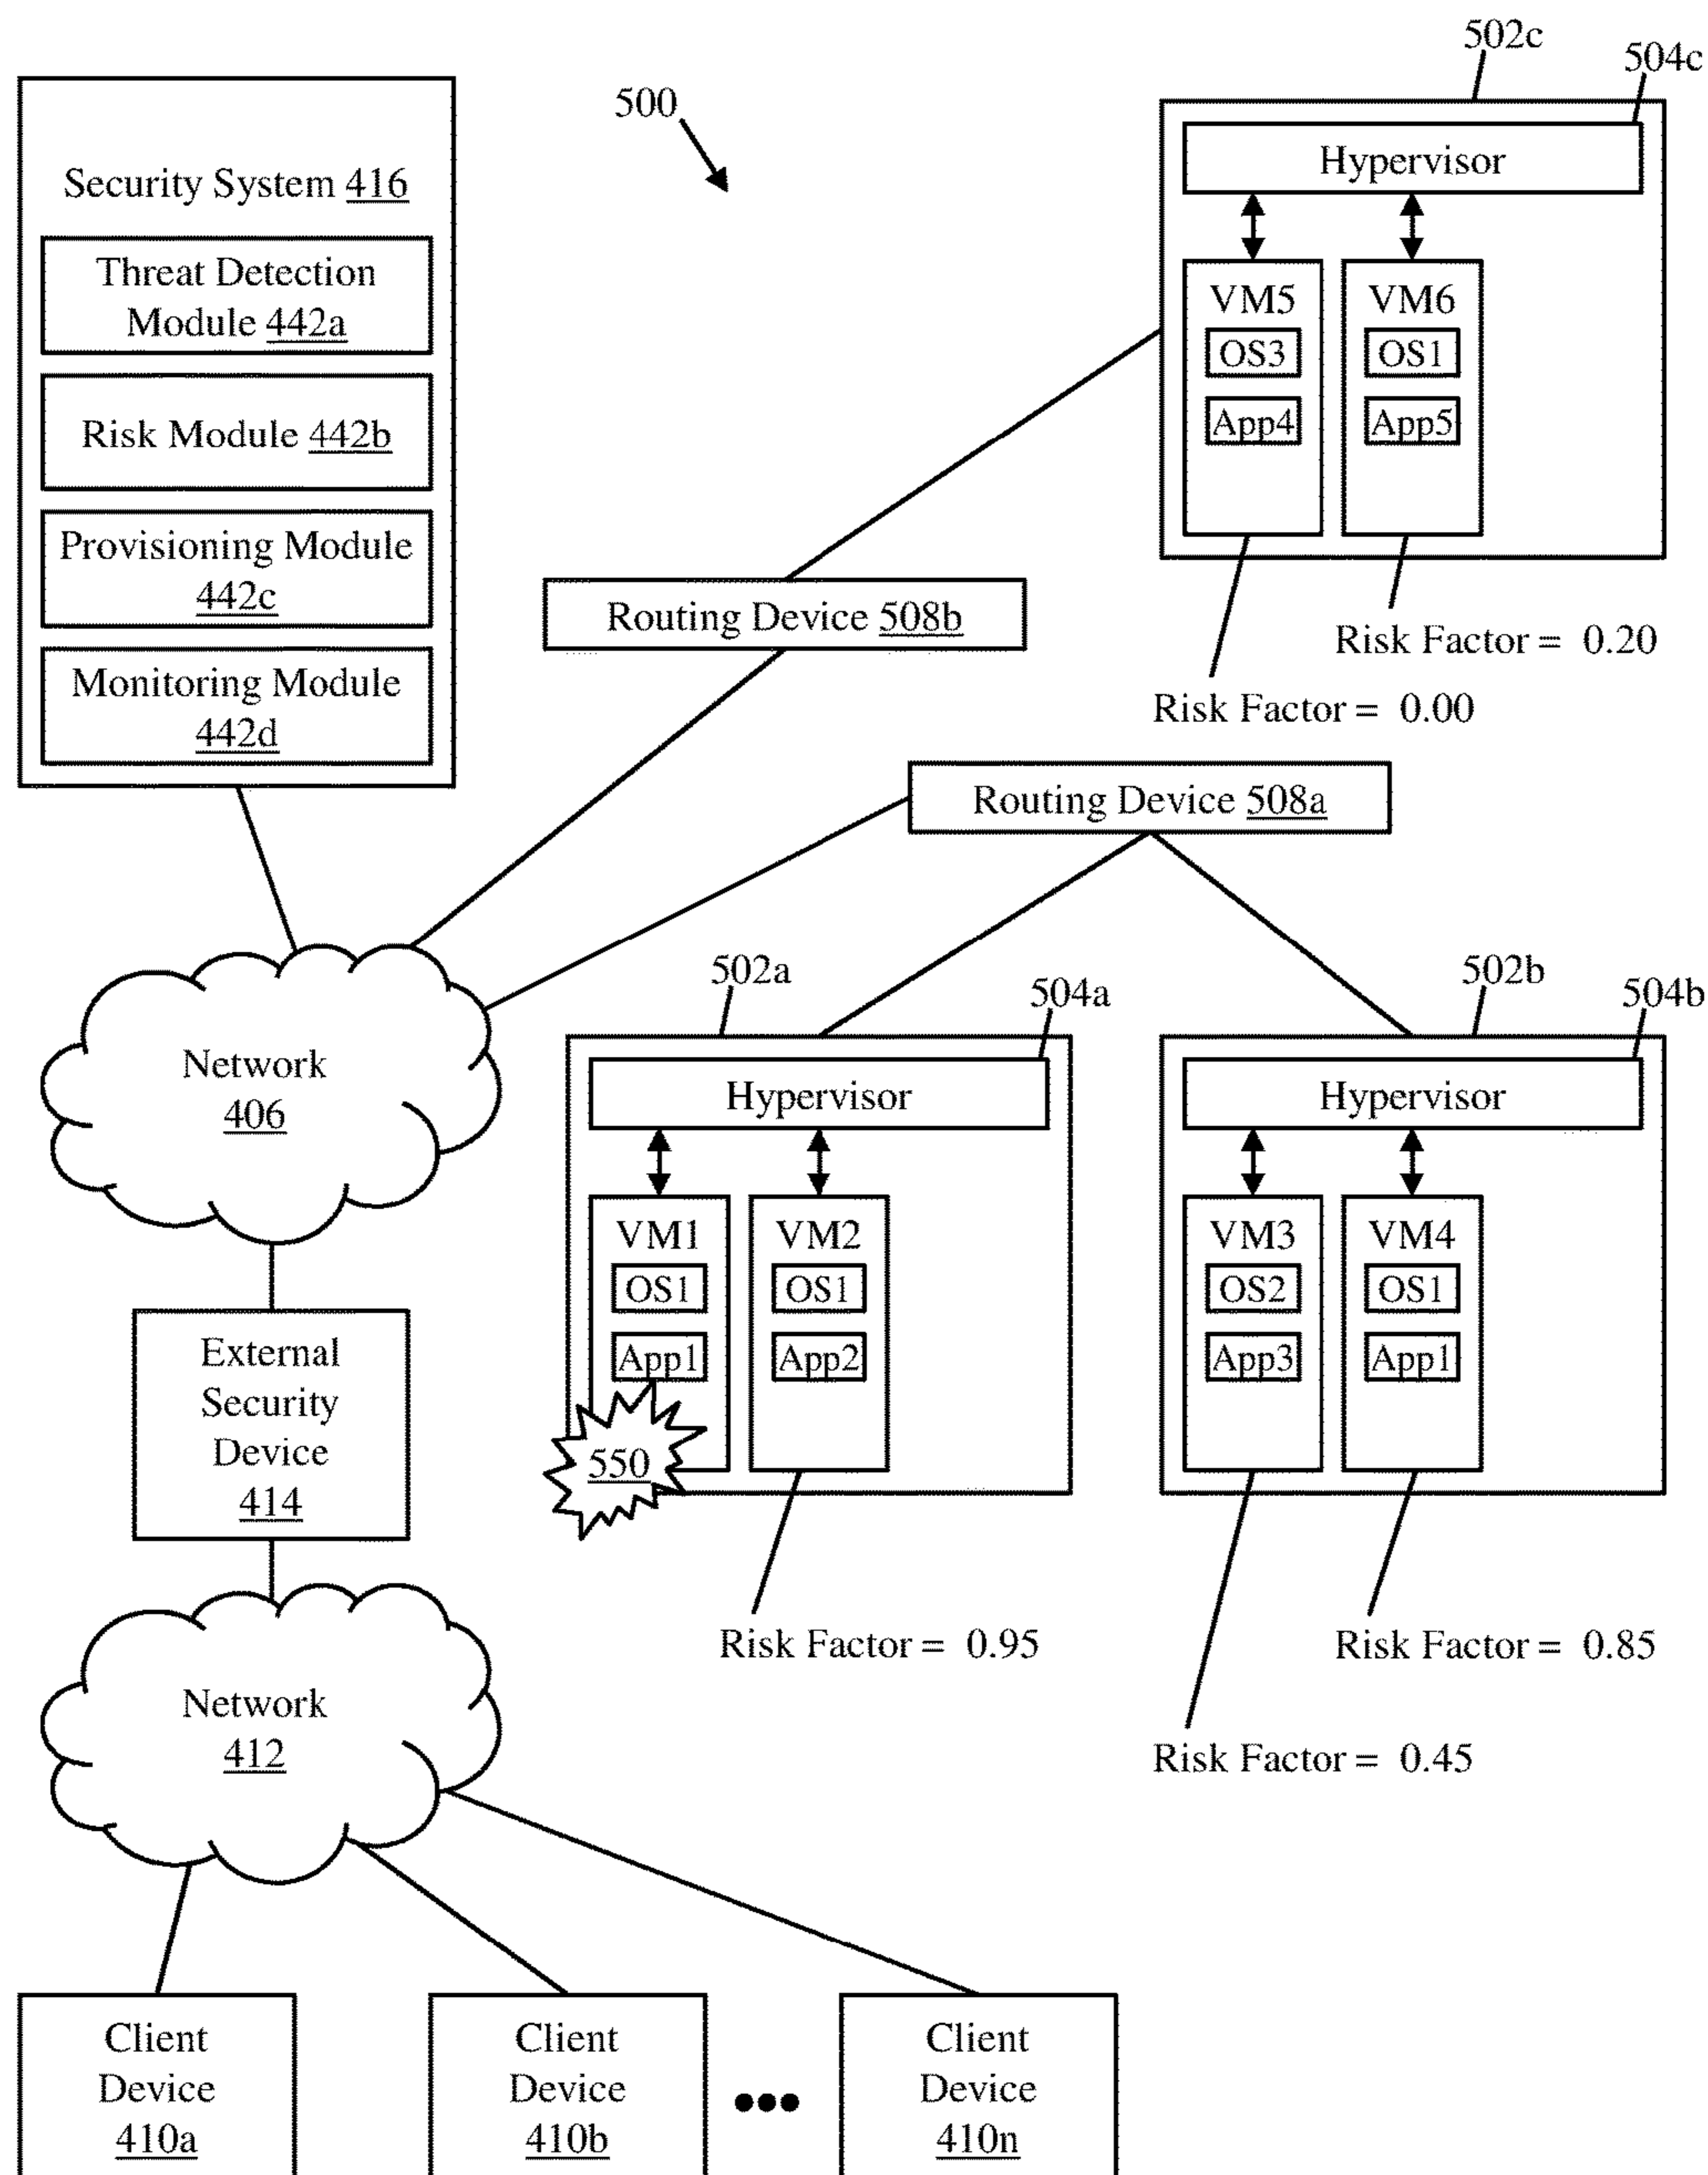 502c
504c
500
Security System 416
Threat Detection
Module 442a
Risk Module 442b
Provisioning Module
442c
Monitoring Module
442d
Hypervisor
VM5
OS3
App4
VM6
OS1
App5
Risk Factor = 0.20
Risk Factor = 0.00
Routing Device 508b
Routing Device 508a
Network
406
502a
504a
Hypervisor
VM1
OS1
App1
VM2
OS1
App2
550
Risk Factor = 0.95
502b
504b
Hypervisor
VM3
OS2
App3
VM4
OS1
App1
Risk Factor = 0.85
Risk Factor = 0.45
External
Security
Device
414
Network
412
Client
Device
410a
Client
Device
410b
Client
Device
410n